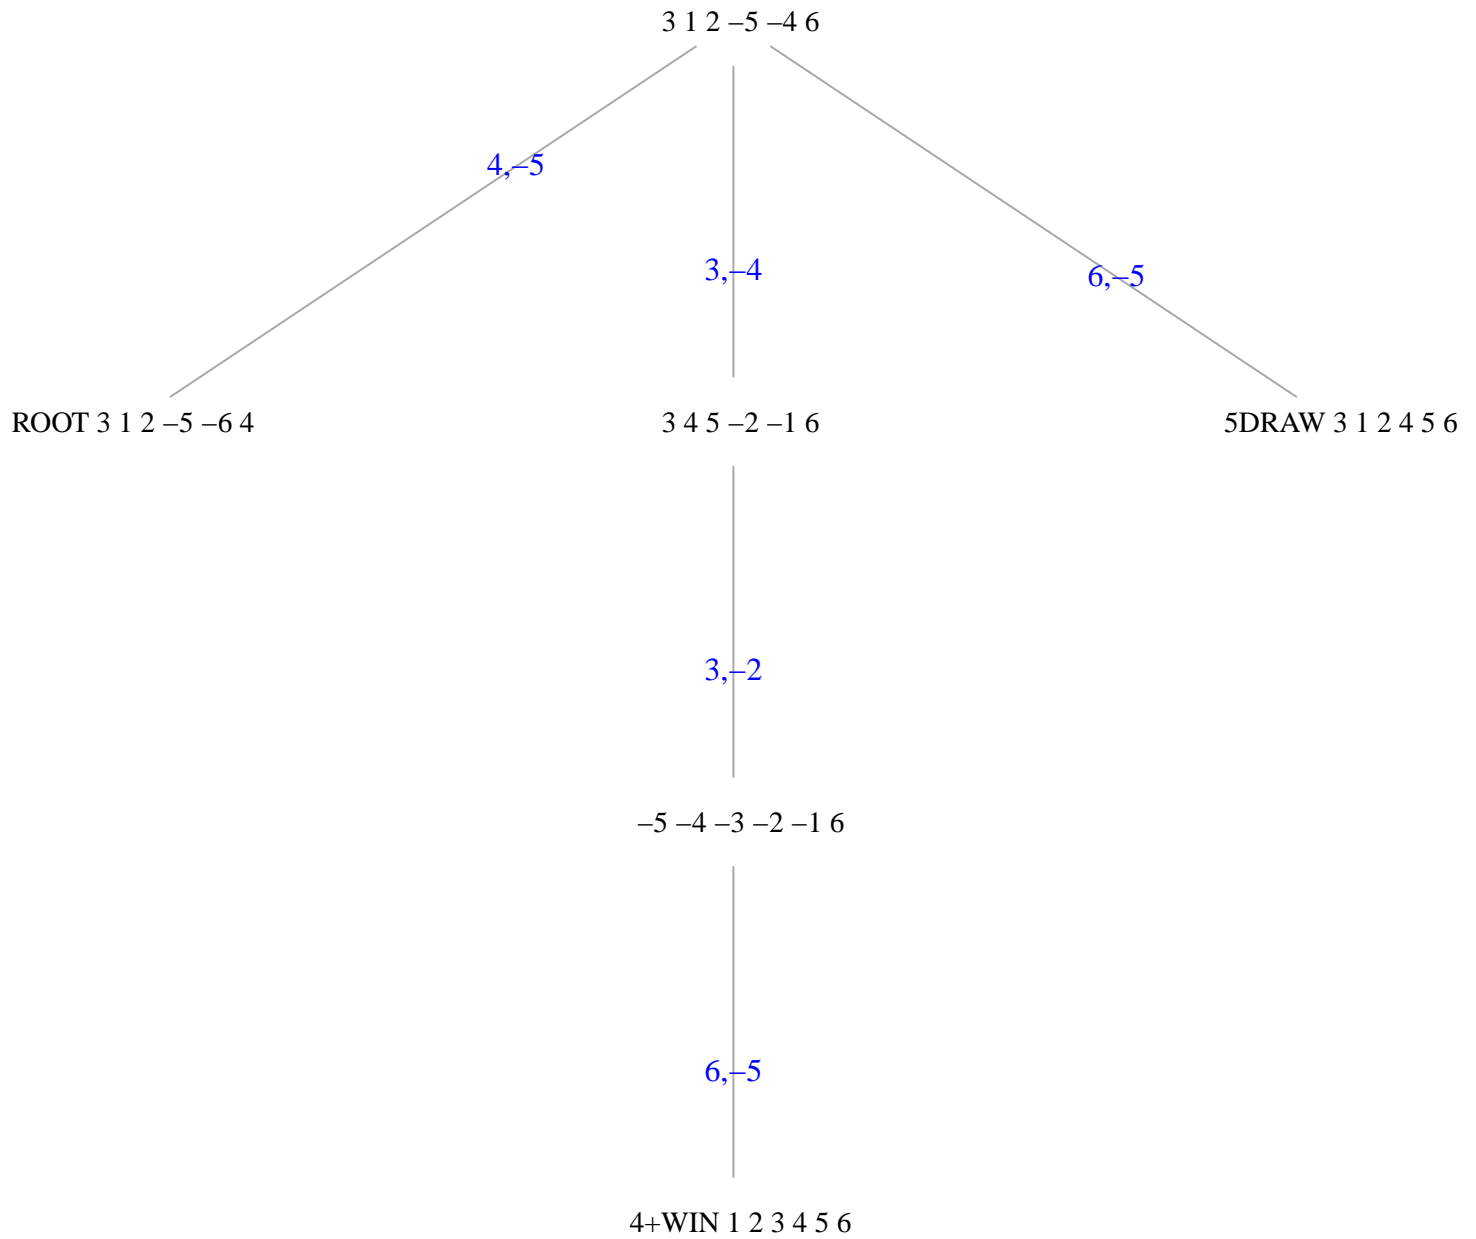 3 1 2 –5 –4 6
4,–5
3,–4
6,–5
ROOT 3 1 2 –5 –6 4
3 4 5 –2 –1 6
5DRAW 3 1 2 4 5 6
3,–2
–5 –4 –3 –2 –1 6
6,–5
4+WIN 1 2 3 4 5 6